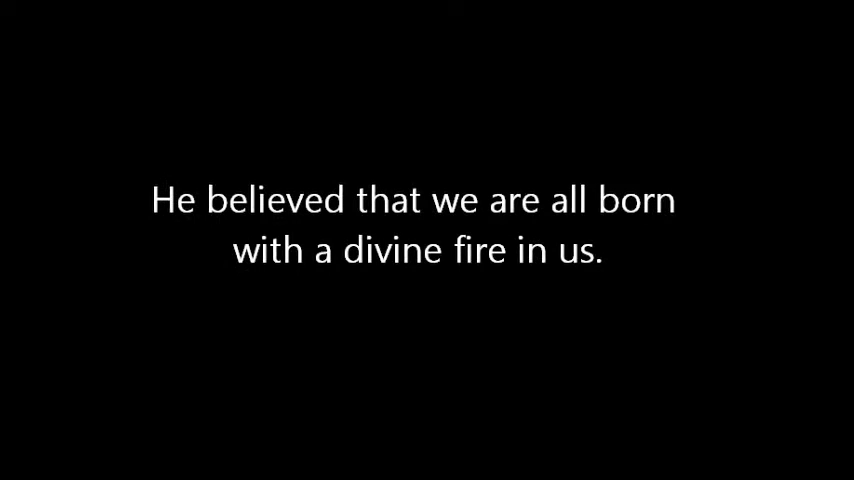 He believed that we are all born
with a divine fire in us.